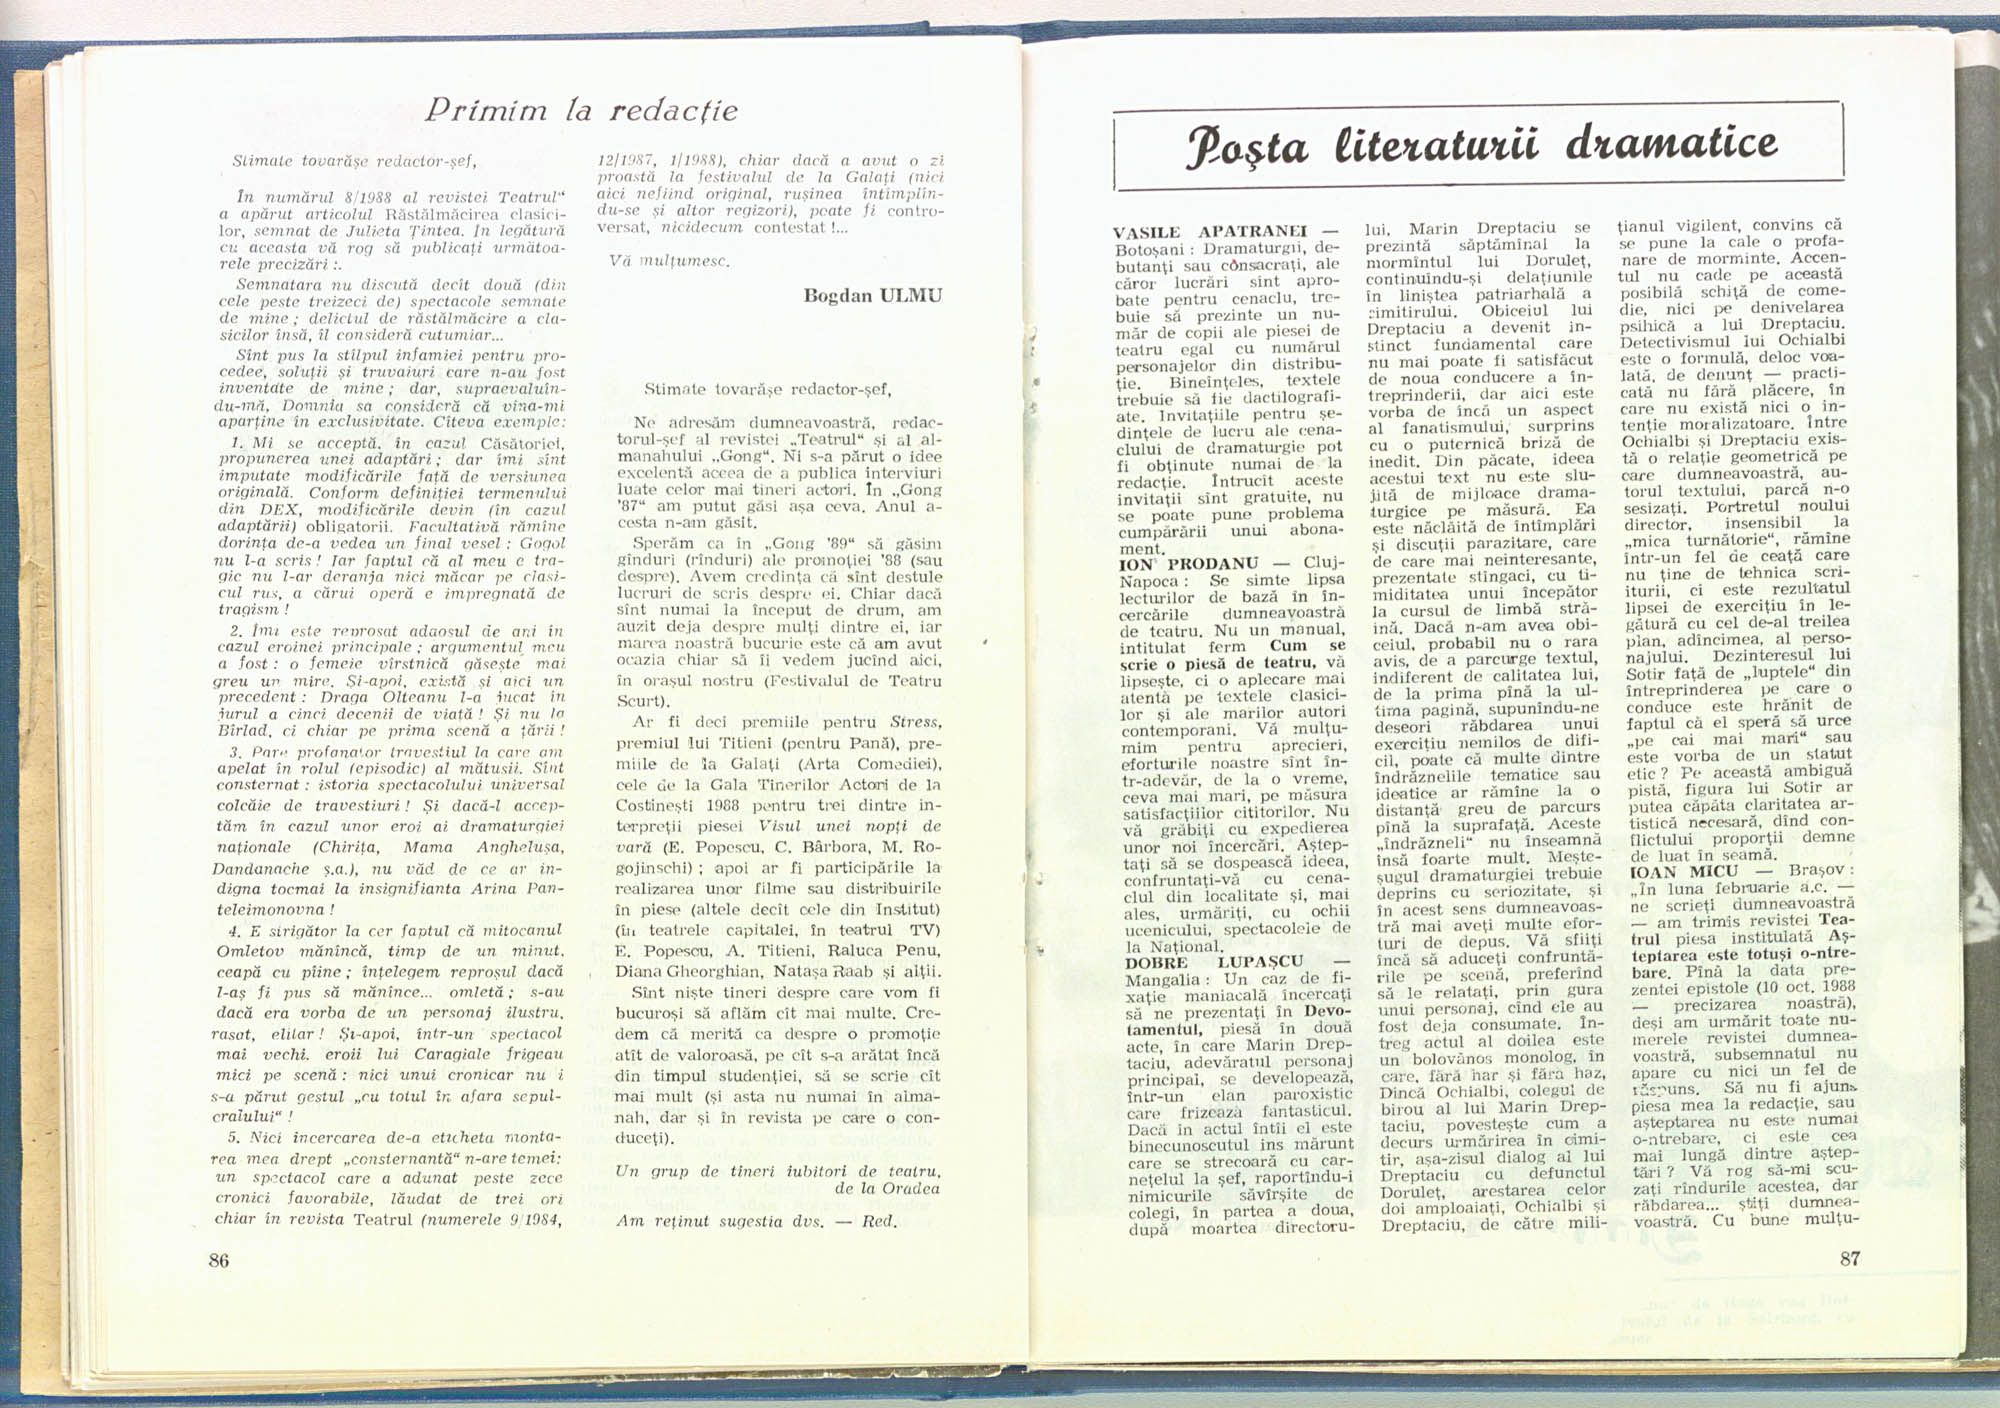 Primim la redacție
Stimate tovarășe redactor-șef,
În numărul 8/1988 al revistei Teatrul“
a apărut articolul Răstălmăcirea clasici-
lor, semnat de Julieta Țintea. În legătură
cu aceasta vă rog să publicați următoa-
rele precizări :.
Semnatara nu discută decît două (din
cele peste treizeci de) spectacole semnate
de mine ; delictul de răstălmăcire a cla-
sicilor însă, îl consideră cutumiar...
Sînt pus la stîlpul infamiei pentru pro-
cedee, soluții și truvaiuri care n-au fost
inventate de mine ; dar, supraevaluîn-
du-mă, Domnia sa consideră că vina-mi
aparține în exclusivitate. Cîteva exemple:
1. Mi se acceptă, în cazul Căsătoriei,
propunerea unei adaptări ; dar îmi sînt
imputate modificările față de versiunea
originală. Conform definiției termenului
din DEX, modificările devin (în cazul
adaptării) obligatorii. Facultativă rămîne
dorința de-a vedea un final vesel : Gogol
nu l-a scris ! Iar faptul că al meu e tra-
gic nu l-ar deranja nici măcar pe clasi-
cul rus, a cărui operă e impregnată de
tragism !
2. Îmi este reproșat adaosul de ani în
cazul eroinei principale ; argumentul meu
a fost : o femeie vîrstnică găsește mai
greu un mire. Și-apoi, există și aici un
precedent : Draga Olteanu l-a jucat în
jurul a cinci decenii de viață ! Și nu la
Bîrlad, ci chiar pe prima scenă a țării !
3. Pare profanator travestiul la care am
apelat în rolul (episodic) al mătușii. Sînt
consternat : istoria spectacolului universal
colcăie de travestiuri ! Și dacă-l accep-
tăm în cazul unor eroi ai dramaturgiei
naționale (Chirița, Mama Anghelușa,
Dandanache ș.a.), nu văd de ce ar in-
digna tocmai la insignifianta Arina Pan-
teleimonovna !
4. E strigător la cer faptul că mitocanul
Omletov mănîncă, timp de un minut,
ceapă cu pîine ; înțelegem reproșul dacă
l-aș fi pus să mănînce... omletă ; s-au
dacă era vorba de un personaj ilustru,
rasat, elitar ! Și-apoi, într-un spectacol
mai vechi, eroii lui Caragiale frigeau
mici pe scenă : nici unui cronicar nu i
s-a părut gestul „cu totul în afara sepul-
cralului“ !
5. Nici încercarea de-a eticheta monta-
rea mea drept „consternantă“ n-are temei:
un spectacol care a adunat peste zece
cronici favorabile, lăudat de trei ori
chiar în revista Teatrul (numerele 9/1984,
12/1987, 1/1988), chiar dacă a avut o zi
proastă la festivalul de la Galați (nici
aici nefiind original, rușinea întîmplîn-
du-se și altor regizori), poate fi contro-
versat, nicidecum contestat !...
Vă mulțumesc.
Bogdan ULMU
Stimate tovarășe redactor-șef,
Ne adresăm dumneavoastră, redac-
torul-șef al revistei „Teatrul“ și al al-
manahului „Gong“. Ni s-a părut o idee
excelentă aceea de a publica interviuri
luate celor mai tineri actori. În „Gong
'87“ am putut găsi așa ceva. Anul a-
cesta n-am găsit.
Sperăm ca în „Gong '89“ să găsim
gînduri (rînduri) ale promoției '88 (sau
despre). Avem credința că sînt destule
lucruri de scris despre ei. Chiar dacă
sînt numai la început de drum, am
auzit deja despre mulți dintre ei, iar
marea noastră bucurie este că am avut
ocazia chiar să îi vedem jucînd aici,
în orașul nostru (Festivalul de Teatru
Scurt).
Ar fi deci premiile pentru Stress,
premiul lui Titieni (pentru Pană), pre-
miile de la Galați (Arta Comediei),
cele de la Gala Tinerilor Actori de la
Costinești 1988 pentru trei dintre in-
terpreții piesei Visul unei nopți de
vară (E. Popescu, C. Bârbora, M. Ro-
gojinschi) ; apoi ar fi participările la
realizarea unor filme sau distribuirile
în piese (altele decît cele din Institut)
(în teatrele capitalei, în teatrul TV)
E. Popescu, A. Titieni, Raluca Penu,
Diana Gheorghian, Natașa Raab și alții.
Sînt niște tineri despre care vom fi
bucuroși să aflăm cît mai multe. Cre-
dem că merită ca despre o promoție
atît de valoroasă, pe cît s-a arătat încă
din timpul studenției, să se scrie cît
mai mult (și asta nu numai în alma-
nah, dar și în revista pe care o con-
duceți).
Un grup de tineri iubitori de teatru,
de la Oradea
Am reținut sugestia dvs. — Red.
86
Poșta literaturii dramatice
VASILE APATRANEI —
Botoșani : Dramaturgii, de-
butanți sau consacrați, ale
căror lucrări sînt apro-
bate pentru cenaclu, tre-
buie să prezinte un nu-
măr de copii ale piesei de
teatru egal cu numărul
personajelor din distribu-
ție. Bineînțeles, textele
trebuie să fie dactilografi-
ate. Invitațiile pentru șe-
dințele de lucru ale cena-
clului de dramaturgie pot
fi obținute numai de la
redacție. Întrucît aceste
invitații sînt gratuite, nu
se poate pune problema
cumpărării unui abona-
ment.
ION PRODANU — Cluj-
Napoca : Se simte lipsa
lecturilor de bază în în-
cercările dumneavoastră
de teatru. Nu un manual,
intitulat ferm Cum se
scrie o piesă de teatru, vă
lipsește, ci o aplecare mai
atentă pe textele clasici-
lor și ale marilor autori
contemporani. Vă mulțu-
mim pentru aprecieri,
eforturile noastre sînt în-
tr-adevăr, de la o vreme,
ceva mai mari, pe măsura
satisfacțiilor cititorilor. Nu
vă grăbiți cu expedierea
unor noi încercări. Aștep-
tați să se dospească ideea,
confruntați-vă cu cena-
clul din localitate și, mai
ales, urmăriți, cu ochii
ucenicului, spectacolele de
la Național.
DOBRE LUPAȘCU —
Mangalia : Un caz de fi-
xație maniacală încercați
să ne prezentați în Devo-
tamentul, piesă în două
acte, în care Marin Drep-
taciu, adevăratul personaj
principal, se developează,
într-un elan paroxistic
care frizează fantasticul.
Dacă în actul întîi el este
binecunoscutul ins mărunt
care se strecoară cu car-
nețelul la șef, raportîndu-i
nimicurile săvîrșite de
colegi, în partea a doua,
după moartea directoru-
lui, Marin Dreptaciu se
prezintă săptămînal la
mormîntul lui Doruleț,
continuîndu-și delațiunile
în liniștea patriarhală a
cimitirului. Obiceiul lui
Dreptaciu a devenit in-
stinct fundamental care
nu mai poate fi satisfăcut
de noua conducere a în-
treprinderii, dar aici este
vorba de încă un aspect
al fanatismului, surprins
cu o puternică briză de
inedit. Din păcate, ideea
acestui text nu este slu-
jită de mijloace drama-
turgice pe măsură. Ea
este năclăită de întîmplări
și discuții parazitare, care
de care mai neinteresante,
prezentate stîngaci, cu ti-
miditatea unui începător
la cursul de limbă stră-
ină. Dacă n-am avea obi-
ceiul, probabil nu o rara
avis, de a parcurge textul,
indiferent de calitatea lui,
de la prima pînă la ul-
tima pagină, supunîndu-ne
deseori răbdarea unui
exercițiu nemilos de difi-
cil, poate că multe dintre
îndrăznelile tematice sau
ideatice ar rămîne la o
distanță greu de parcurs
pînă la suprafață. Aceste
„îndrăzneli“ nu înseamnă
însă foarte mult. Mește-
șugul dramaturgiei trebuie
deprins cu seriozitate, și
în acest sens dumneavoas-
tră mai aveți multe efor-
turi de depus. Vă sfiiți
încă să aduceți confruntă-
rile pe scenă, preferînd
să le relatați, prin gura
unui personaj, cînd ele au
fost deja consumate. În-
treg actul al doilea este
un bolovănos monolog, în
care, fără har și fără haz,
Dincă Ochialbi, colegul de
birou al lui Marin Drep-
taciu, povestește cum a
decurs urmărirea în cimi-
tir, așa-zisul dialog al lui
Dreptaciu cu defunctul
Doruleț, arestarea celor
doi amploaiați, Ochialbi și
Dreptaciu, de către mili-
țianul vigilent, convins că
se pune la cale o profa-
nare de morminte. Accen-
tul nu cade pe această
posibilă schiță de come-
die, nici pe denivelarea
psihică a lui Dreptaciu.
Detectivismul lui Ochialbi
este o formulă, deloc voa-
lată, de denunț — practi-
cată nu fără plăcere, în
care nu există nici o in-
tenție moralizatoare. Între
Ochialbi și Dreptaciu exis-
tă o relație geometrică pe
care dumneavoastră, au-
torul textului, parcă n-o
sesizați. Portretul noului
director, insensibil la
„mica turnătorie“, rămîne
într-un fel de ceață care
nu ține de tehnica scri-
iturii, ci este rezultatul
lipsei de exercițiu în le-
gătură cu cel de-al treilea
plan, adîncimea, al perso-
najului. Dezinteresul lui
Sotir față de „luptele“ din
întreprinderea pe care o
conduce este hrănit de
faptul că el speră să urce
„pe cai mai mari“ sau
este vorba de un statut
etic ? Pe această ambiguă
pistă, figura lui Sotir ar
putea căpăta claritatea ar-
tistică necesară, dînd con-
flictului proporții demne
de luat în seamă.
IOAN MICU — Brașov :
„În luna februarie a.c. —
ne scrieți dumneavoastră
— am trimis revistei Tea-
trul piesa institulată Aș-
teptarea este totuși o-ntre-
bare. Pînă la data pre-
zentei epistole (10 oct. 1988
— precizarea noastră),
deși am urmărit toate nu-
merele revistei dumnea-
voastră, subsemnatul nu
apare cu nici un fel de
răspuns. Să nu fi ajuns
piesa mea la redacție, sau
așteptarea nu este numai
o-ntrebare, ci este cea
mai lungă dintre aștep-
tări ? Vă rog să-mi scu-
zați rîndurile acestea, dar
răbdarea... știți dumnea-
voastră. Cu bune mulțu-
87